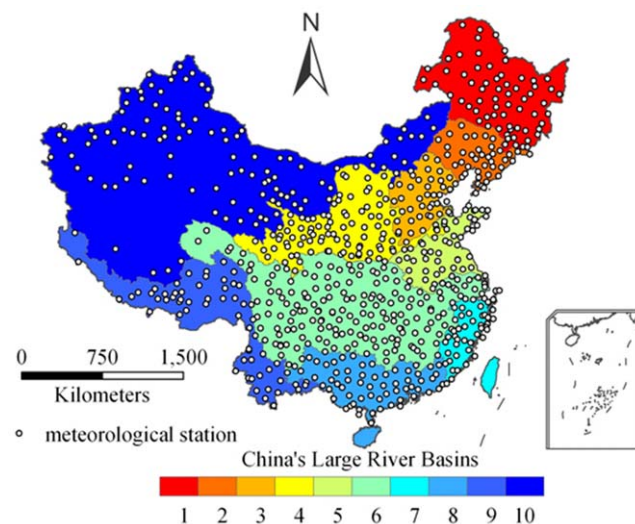 N
0 750 1,500
Kilometers
meteorological station
China's Large River Basins
1 2 3 4 5 6 7 8 9 10